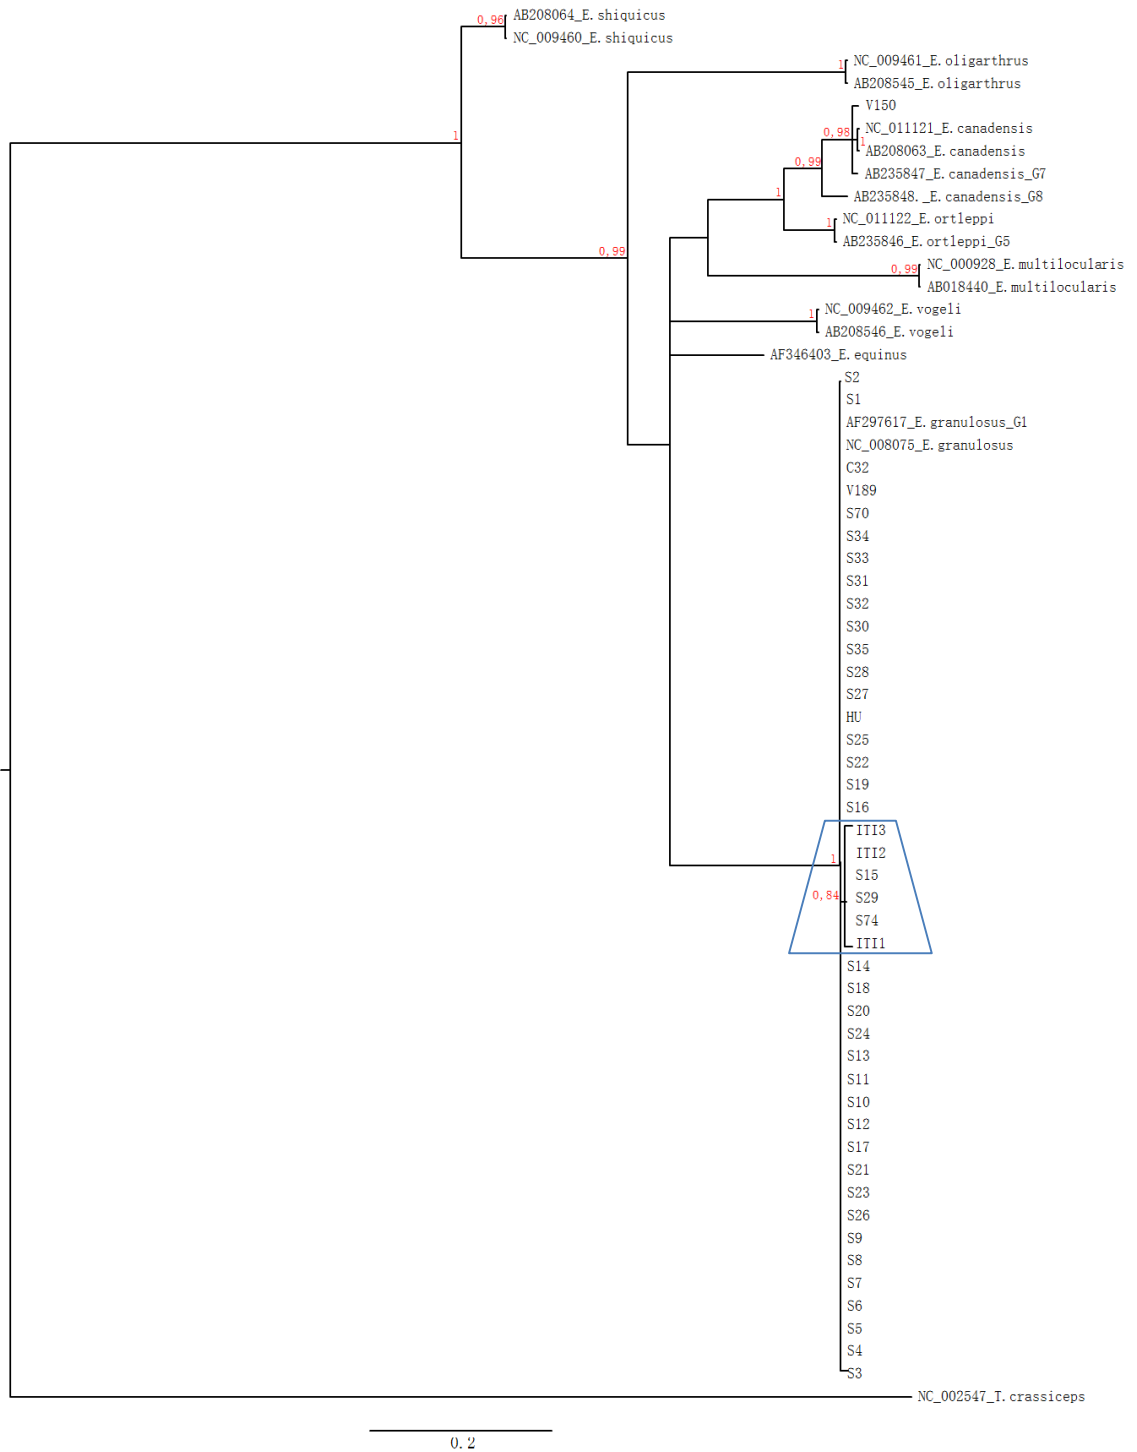 AB208064_E.shiquicus
0,96
NC_009460_E.shiquicus
NC_009461_E.oligarthrus
1
AB208545_E.oligarthrus
V150
NC_011121_E.canadensis
0,98
1
1
AB208063_E.canadensis
0,99
AB235847_E.canadensis_G7
1
AB235848._E.canadensis_G8
NC_011122_E.ortleppi
1
AB235846_E.ortleppi_G5
0,99
NC_000928_E.multilocularis
0,99
AB018440_E.multilocularis
NC_009462_E.vogeli
1
AB208546_E.vogeli
AF346403_E.equinus
S2
S1
AF297617_E.granulosus_G1
NC_008075_E.granulosus
C32
V189
S70
S34
S33
S31
S32
S30
S35
S28
S27
HU
S25
S22
S19
S16
ITI3
ITI2
1
S15
0,84
S29
S74
ITI1
S14
S18
S20
S24
S13
S11
S10
S12
S17
S21
S23
S26
S9
S8
S7
S6
S5
S4
S3
NC_002547_T.crassiceps
0.2